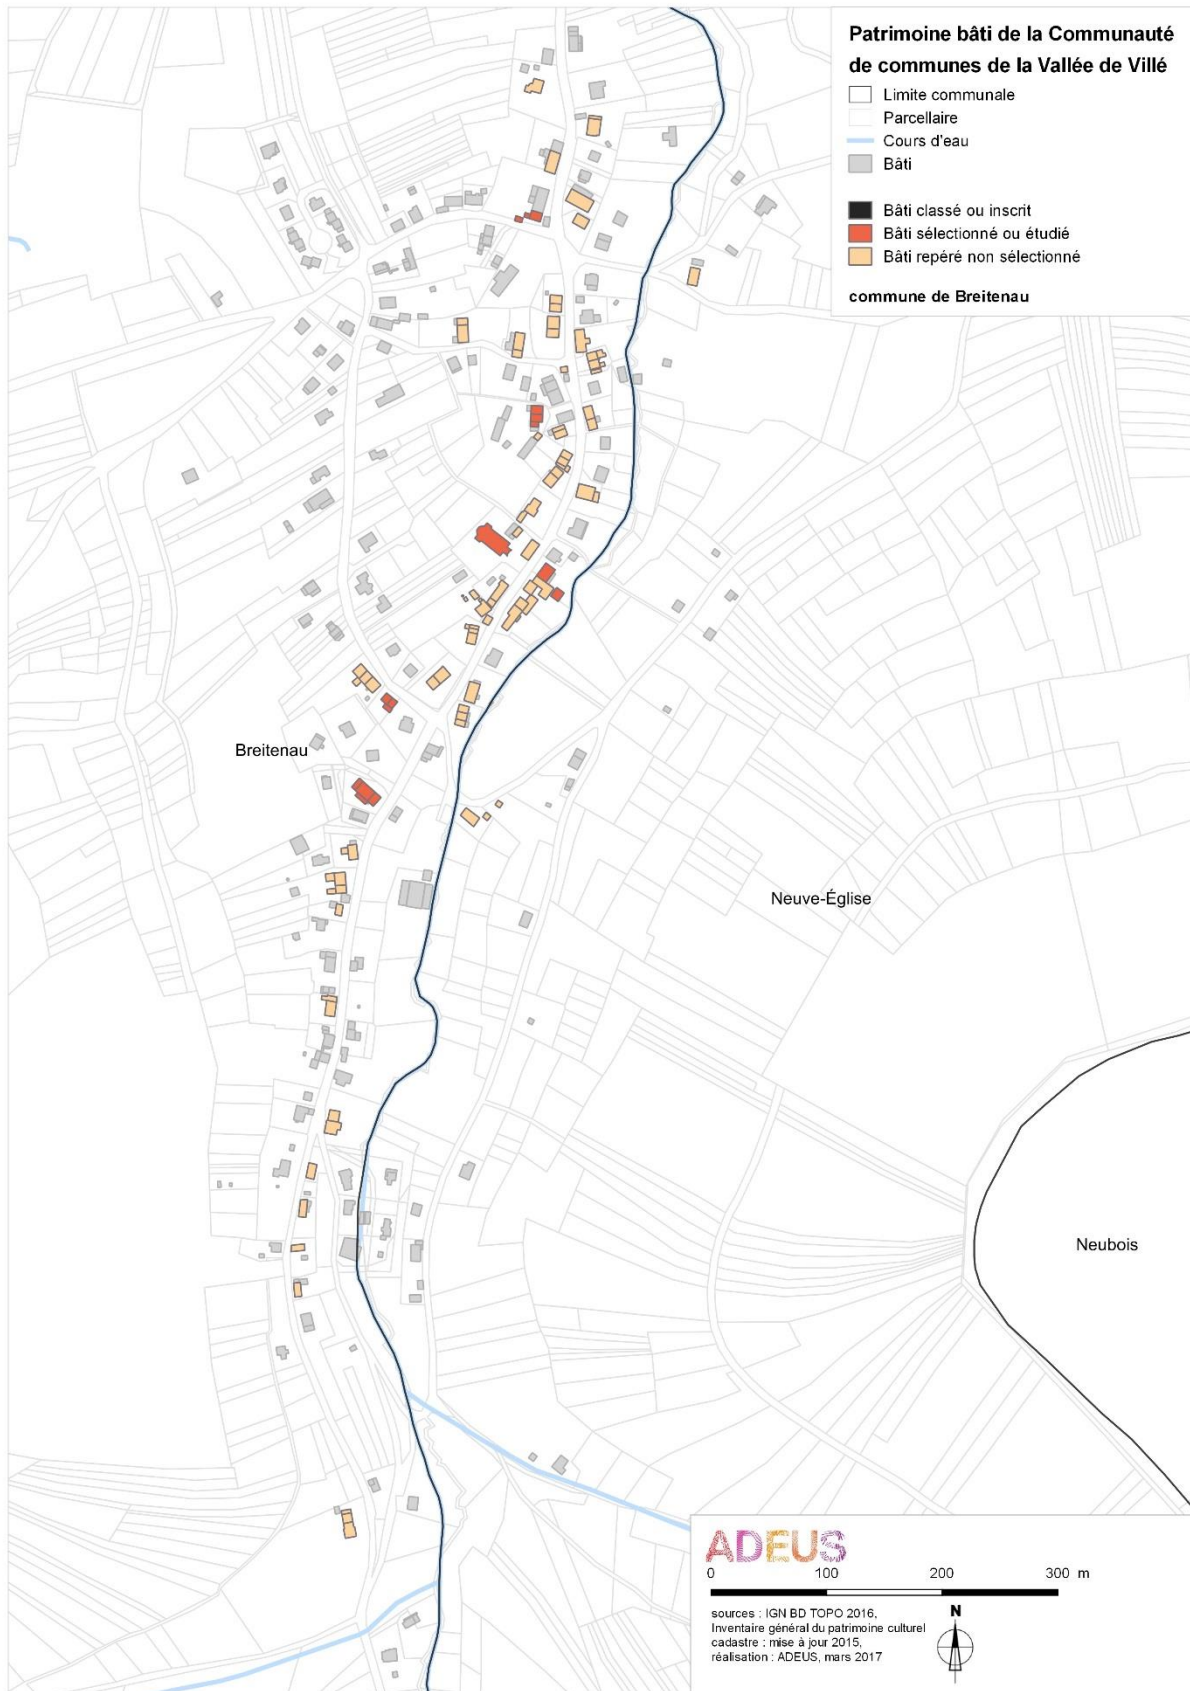 Patrimoine bâti de la Communauté
de communes de la Vallée de Villé
Limite communale
Parcellaire
Cours d'eau
Bâti
Bâti classé ou inscrit
Bâti sélectionné ou étudié
Bâti repéré non sélectionné
commune de Breitenau
Breitenau
Neuve-Église
Neubois
ADEUS
0 100 200 300 m
sources : IGN BD TOPO 2016,
Inventaire général du patrimoine culturel
cadastre : mise à jour 2015,
réalisation : ADEUS, mars 2017
N